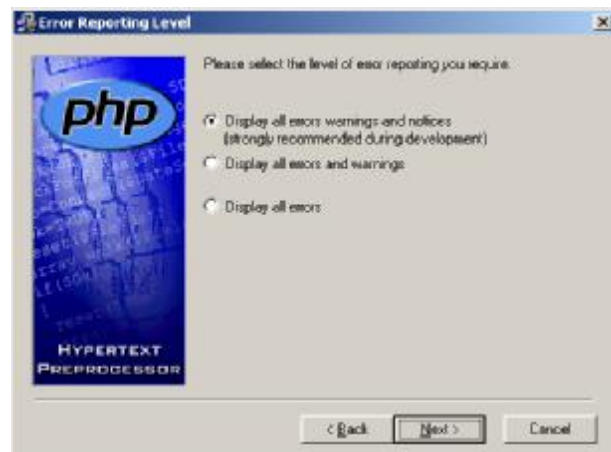 Error Reporting Level
Please select the level of error reporting you require.
php
Display all errors warnings and notices
(strongly recommended during development)
Display all errors and warnings
Display all errors
HYPERTEXT
PREPROCESSOR
< Back
Next >
Cancel